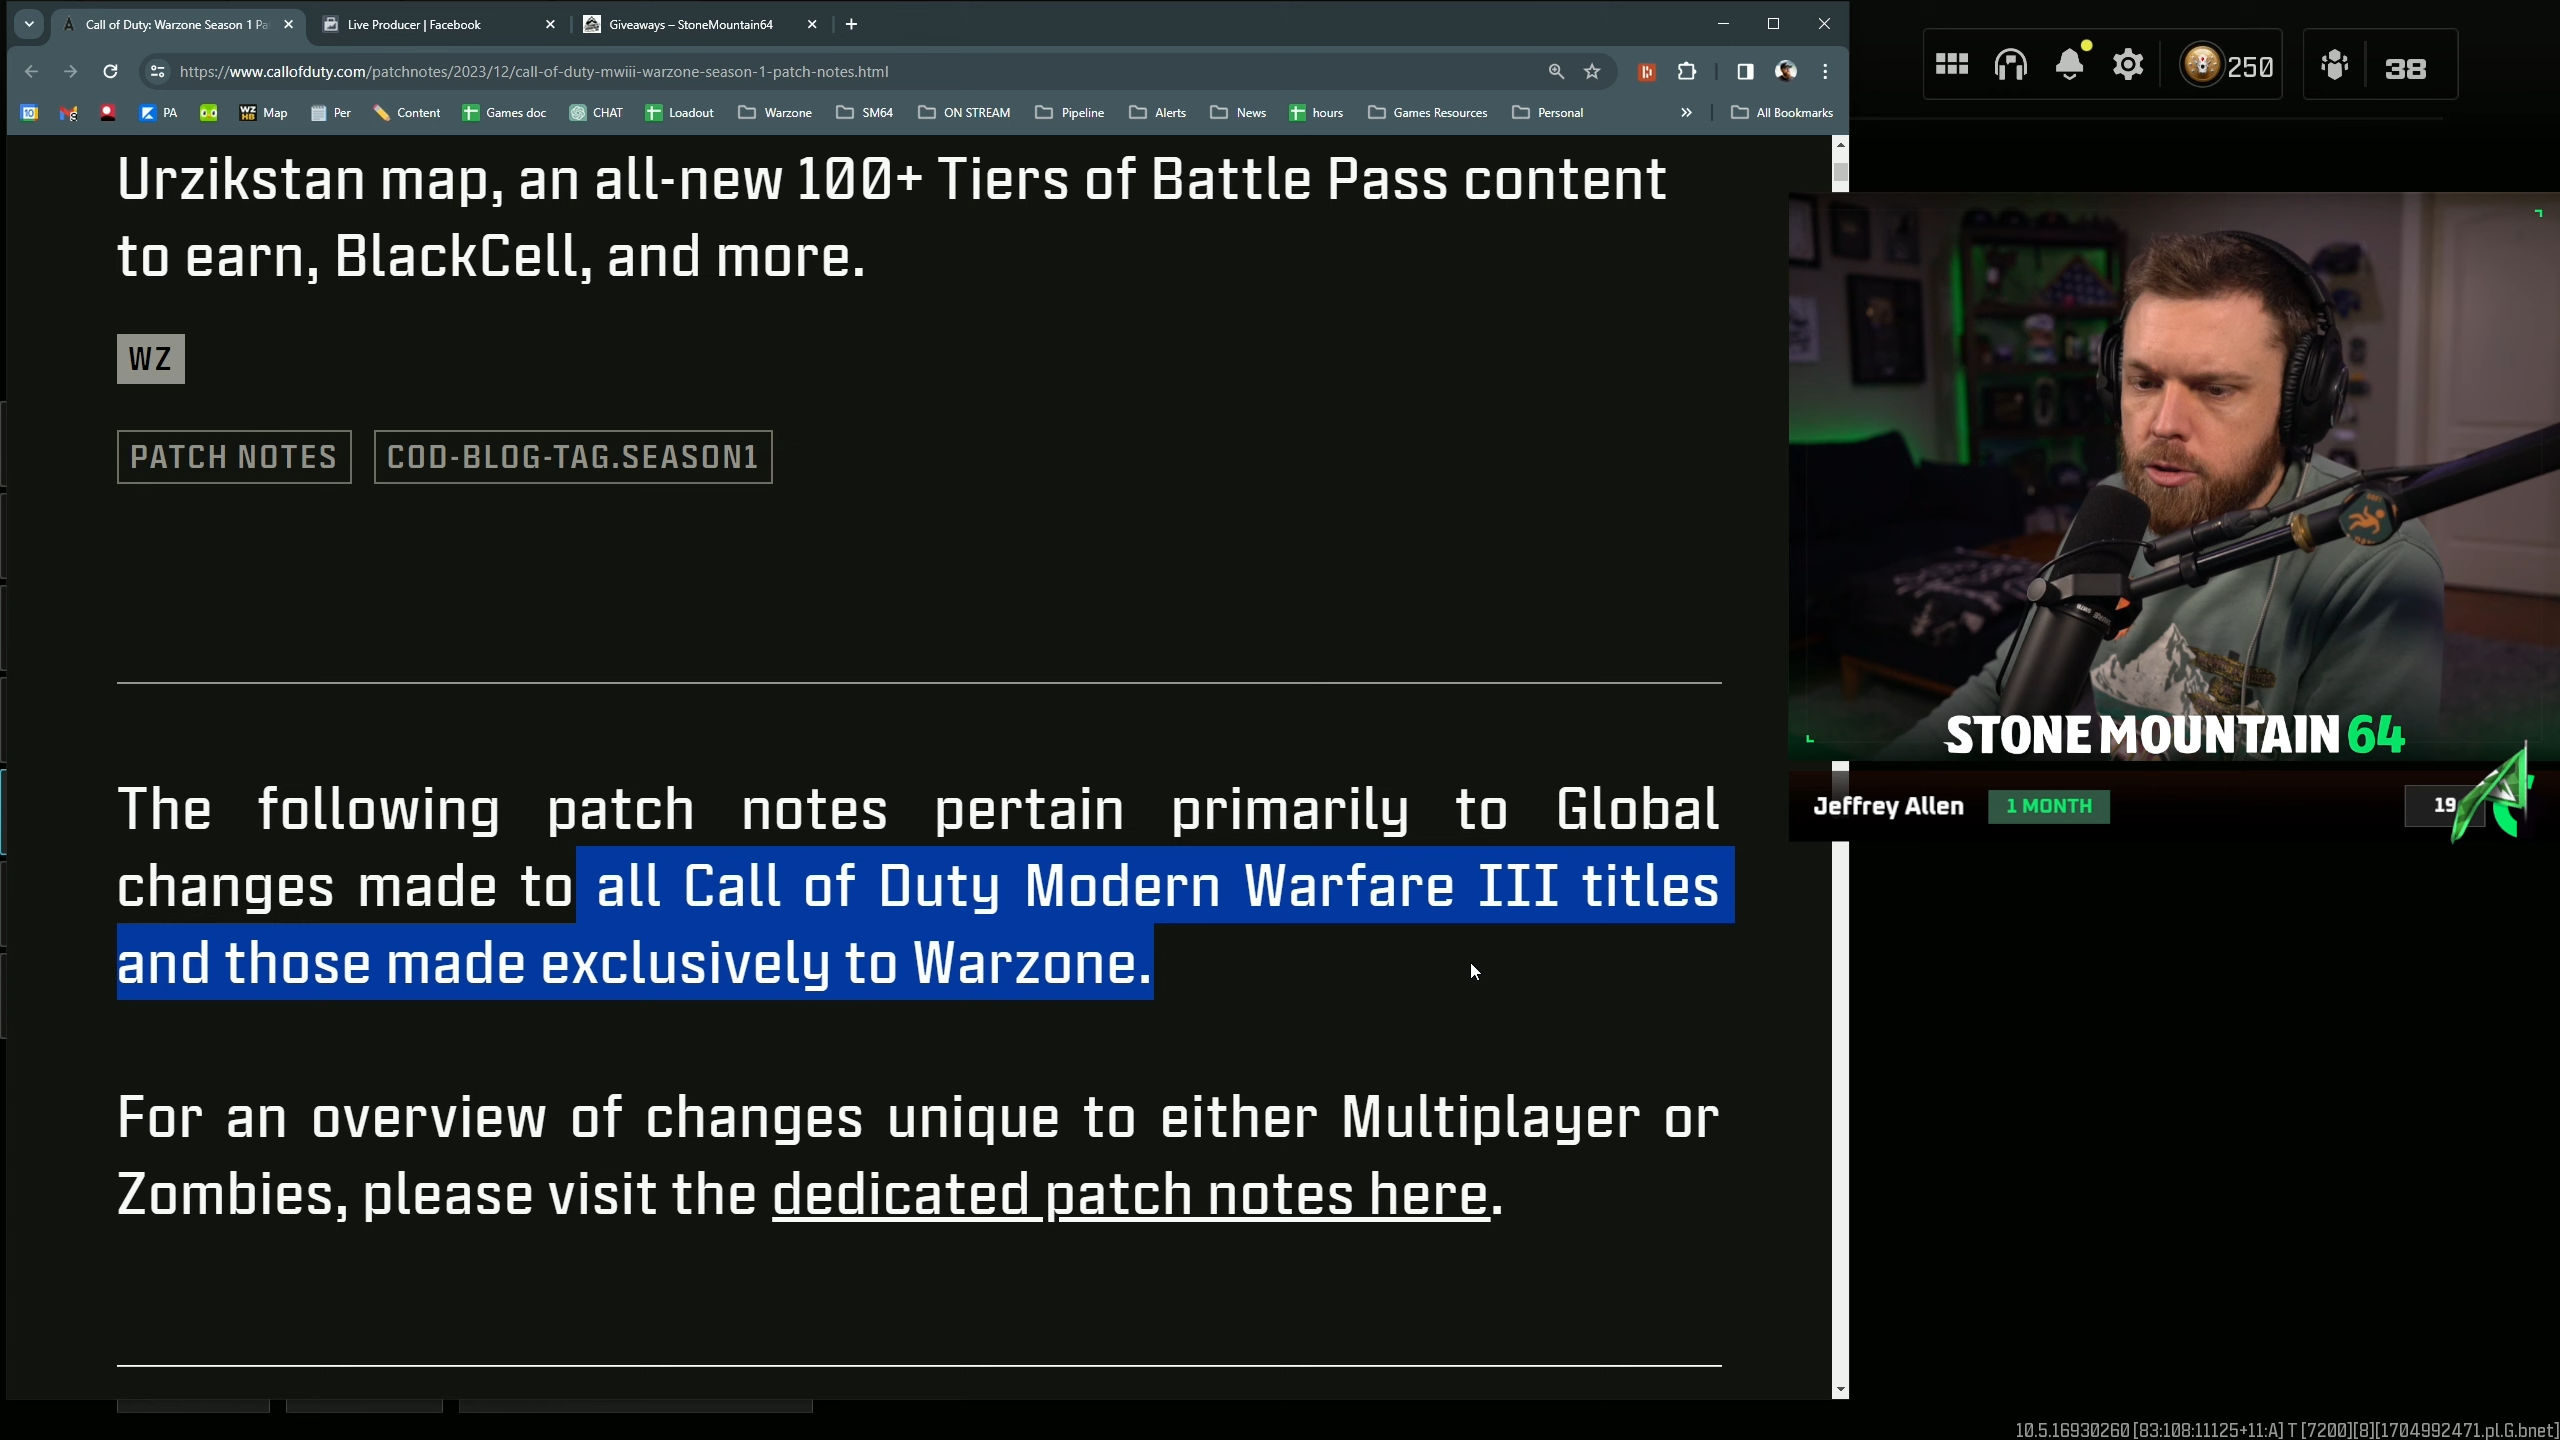 Call of Duty: Warzone Season 1 Pa
Live Producer | Facebook
Giveaways – StoneMountain64
https://www.callofduty.com/patchnotes/2023/12/call-of-duty-mwiii-warzone-season-1-patch-notes.html
PA Map Per Content Games doc CHAT Loadout Warzone SM64 ON STREAM Pipeline Alerts News hours Games Resources Personal » All Bookmarks
250
38
Urzikstan map, an all-new 100+ Tiers of Battle Pass content
to earn, BlackCell, and more.
WZ
PATCH NOTES
COD-BLOG-TAG.SEASON1
The following patch notes pertain primarily to Global
changes made to all Call of Duty Modern Warfare III titles
and those made exclusively to Warzone.
For an overview of changes unique to either Multiplayer or
Zombies, please visit the dedicated patch notes here.
STONE MOUNTAIN 64
Jeffrey Allen
1 MONTH
19
10.5.16930260 [83:108:11125+11:A] T [7200][8][1704992471.pl.G.bnet]